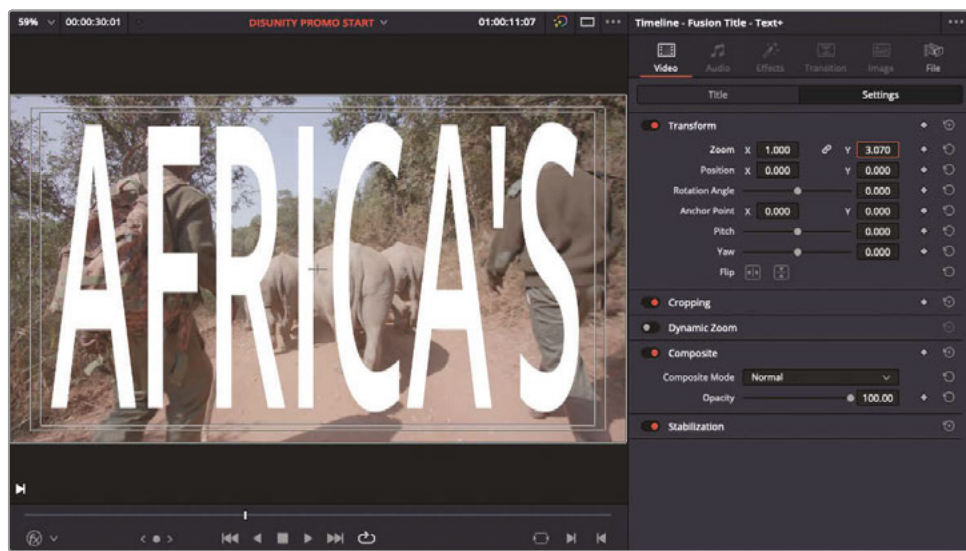 59% 00:00:30:01 DISUNITY PROMO START 01:00:11:07 Timeline - Fusion Title - Text+
Video Audio Effects Transition Image File
Title Settings
AFRICA'S
Transform
Zoom X 1.000 Y 3.070
Position X 0.000 Y 0.000
Rotation Angle 0.000
Anchor Point X 0.000 Y 0.000
Pitch 0.000
Yaw 0.000
Flip
Cropping
Dynamic Zoom
Composite
Composite Mode Normal
Opacity 100.00
Stabilization
fx